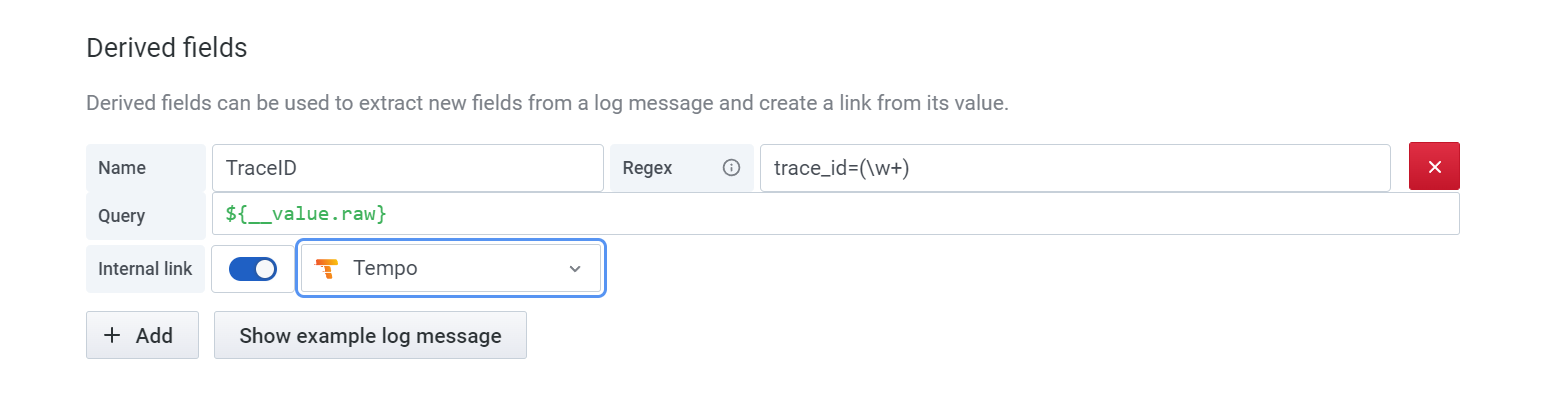 Derived fields
Derived fields can be used to extract new fields from a log message and create a link from its value.
Name TraceID Regex trace_id=(\w+)
Query ${__value.raw}
Internal link Tempo
+ Add Show example log message